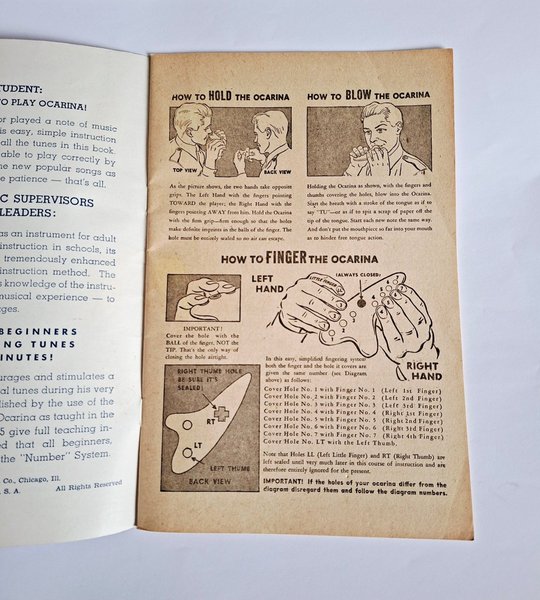 TUDENT:
O PLAY OCARINA!
or played a note of music
is easy, simple instruction
all the tunes in this book.
able to play correctly by
he new popular songs as
e patience — that's all.
C SUPERVISORS
LEADERS:
as an instrument for adult
instruction in schools, its
tremendously enhanced
instruction method. The
s knowledge of the instru-
musical experience — to
ges.
BEGINNERS
NG TUNES
INUTES!
urages and stimulates a
al tunes during his very
lished by the use of the
Ocarina as taught in the
5 give full teaching in-
d that all beginners,
the "Number" System.
Co., Chicago, Ill.
S. A. All Rights Reserved
HOW TO HOLD THE OCARINA
TOP VIEW
BACK VIEW
As the picture shows, the two hands take opposite
grips. The Left Hand with the fingers pointing
TOWARD the player; the Right Hand with the
fingers pointing AWAY from him. Hold the Ocarina
with the firm grip—firm enough so that the holes
make definite imprints in the balls of the finger. The
hole must be entirely sealed so no air can escape.
HOW TO BLOW THE OCARINA
Holding the Ocarina as shown, with the fingers and
thumbs covering the holes, blow into the Ocarina.
Start the breath with a stroke of the tongue as if to
say "TU"—or as if to spit a scrap of paper off the
tip of the tongue. Start each new note the same way.
And don't put the mouthpiece so far into your mouth
as to hinder free tongue action.
HOW TO FINGER THE OCARINA
IMPORTANT!
Cover the hole with the
BALL of the finger, NOT the
TIP. That's the only way of
closing the hole airtight.
LEFT
HAND
(ALWAYS CLOSED)
LITTLE FINGER
RIGHT
HAND
RIGHT THUMB HOLE
BE SURE IT'S
SEALED!
RT
LT
LEFT THUMB
BACK VIEW
In this easy, simplified fingering system
both the finger and the hole it covers are
given the same number (see Diagram
above) as follows:
Cover Hole No. 1 with Finger No. 1 (Left 1st Finger)
Cover Hole No. 2 with Finger No. 2 (Left 2nd Finger)
Cover Hole No. 3 with Finger No. 3 (Left 3rd Finger)
Cover Hole No. 4 with Finger No. 4 (Right 1st Finger)
Cover Hole No. 5 with Finger No. 5 (Right 2nd Finger)
Cover Hole No. 6 with Finger No. 6 (Right 3rd Finger)
Cover Hole No. 7 with Finger No. 7 (Right 4th Finger)
Cover Hole No. LT with the Left Thumb.
Note that Holes LL (Left Little Finger) and RT (Right Thumb) are
left sealed until very much later in this course of instruction and are
therefore entirely ignored for the present.
IMPORTANT! If the holes of your ocarina differ from the
diagram disregard them and follow the diagram numbers.